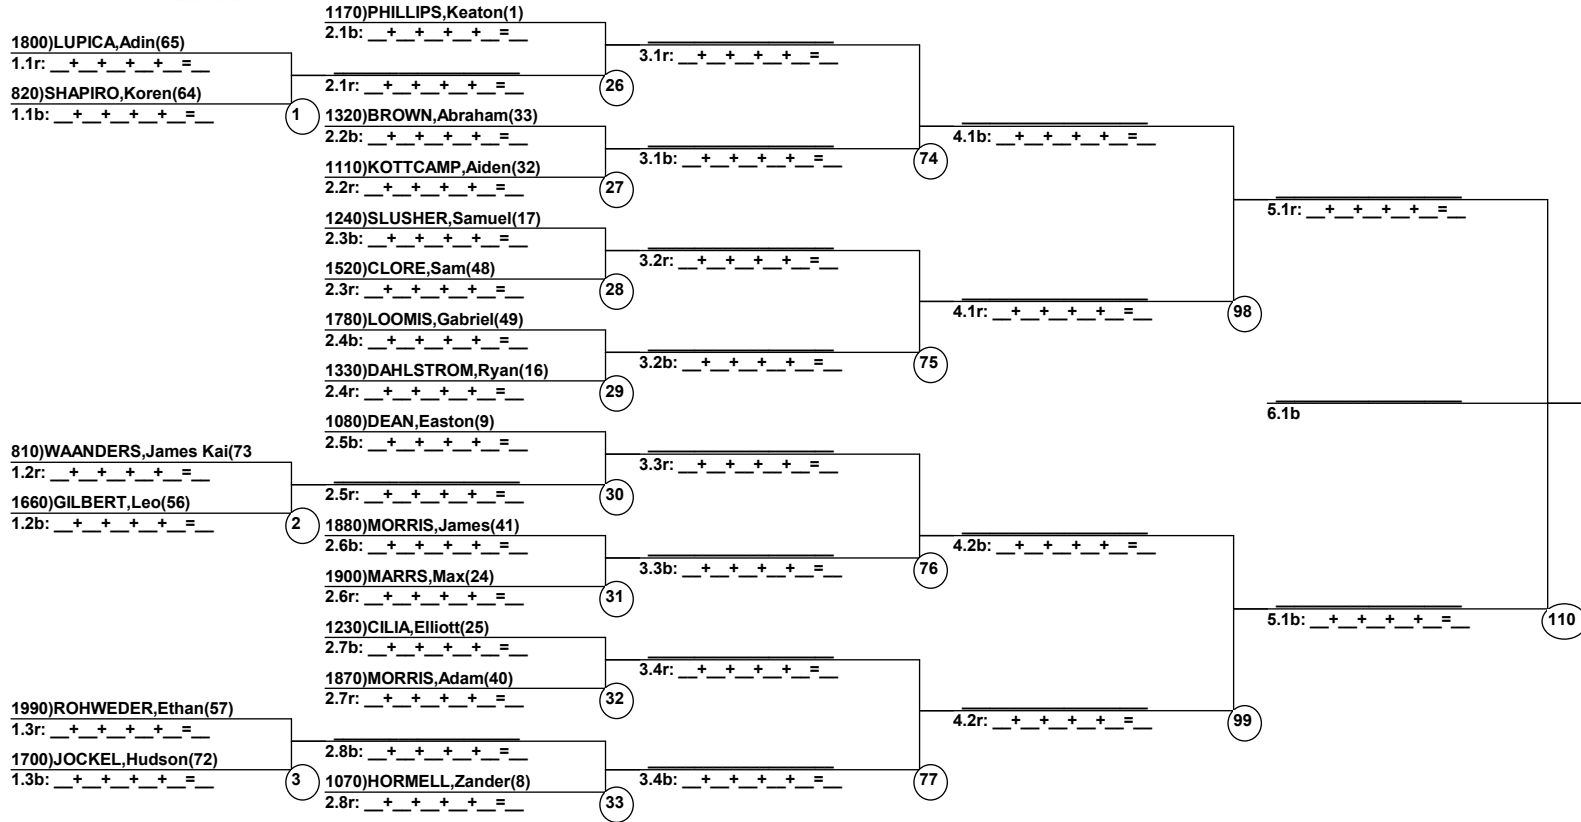 1800)LUPICA,Adin(65)
1.1r: __+__+__+__+__=__
820)SHAPIRO,Koren(64)
1.1b: __+__+__+__+__=__
1
810)WAANDERS,James Kai(73
1.2r: __+__+__+__+__=__
1660)GILBERT,Leo(56)
1.2b: __+__+__+__+__=__
2
1990)ROHWEDER,Ethan(57)
1.3r: __+__+__+__+__=__
1700)JOCKEL,Hudson(72)
1.3b: __+__+__+__+__=__
3
1170)PHILLIPS,Keaton(1)
2.1b: __+__+__+__+__=__
2.1r: __+__+__+__+__=__
26
1320)BROWN,Abraham(33)
2.2b: __+__+__+__+__=__
1110)KOTTCAMP,Aiden(32)
2.2r: __+__+__+__+__=__
27
1240)SLUSHER,Samuel(17)
2.3b: __+__+__+__+__=__
1520)CLORE,Sam(48)
2.3r: __+__+__+__+__=__
28
1780)LOOMIS,Gabriel(49)
2.4b: __+__+__+__+__=__
1330)DAHLSTROM,Ryan(16)
2.4r: __+__+__+__+__=__
29
1080)DEAN,Easton(9)
2.5b: __+__+__+__+__=__
2.5r: __+__+__+__+__=__
30
1880)MORRIS,James(41)
2.6b: __+__+__+__+__=__
1900)MARRS,Max(24)
2.6r: __+__+__+__+__=__
31
1230)CILIA,Elliott(25)
2.7b: __+__+__+__+__=__
1870)MORRIS,Adam(40)
2.7r: __+__+__+__+__=__
32
2.8b: __+__+__+__+__=__
1070)HORMELL,Zander(8)
2.8r: __+__+__+__+__=__
33
3.1r: __+__+__+__+__=__
3.1b: __+__+__+__+__=__
74
3.2r: __+__+__+__+__=__
3.2b: __+__+__+__+__=__
75
3.3r: __+__+__+__+__=__
3.3b: __+__+__+__+__=__
76
3.4r: __+__+__+__+__=__
3.4b: __+__+__+__+__=__
77
4.1b: __+__+__+__+__=__
4.1r: __+__+__+__+__=__
98
4.2b: __+__+__+__+__=__
4.2r: __+__+__+__+__=__
99
5.1r: __+__+__+__+__=__
5.1b: __+__+__+__+__=__
110
6.1b